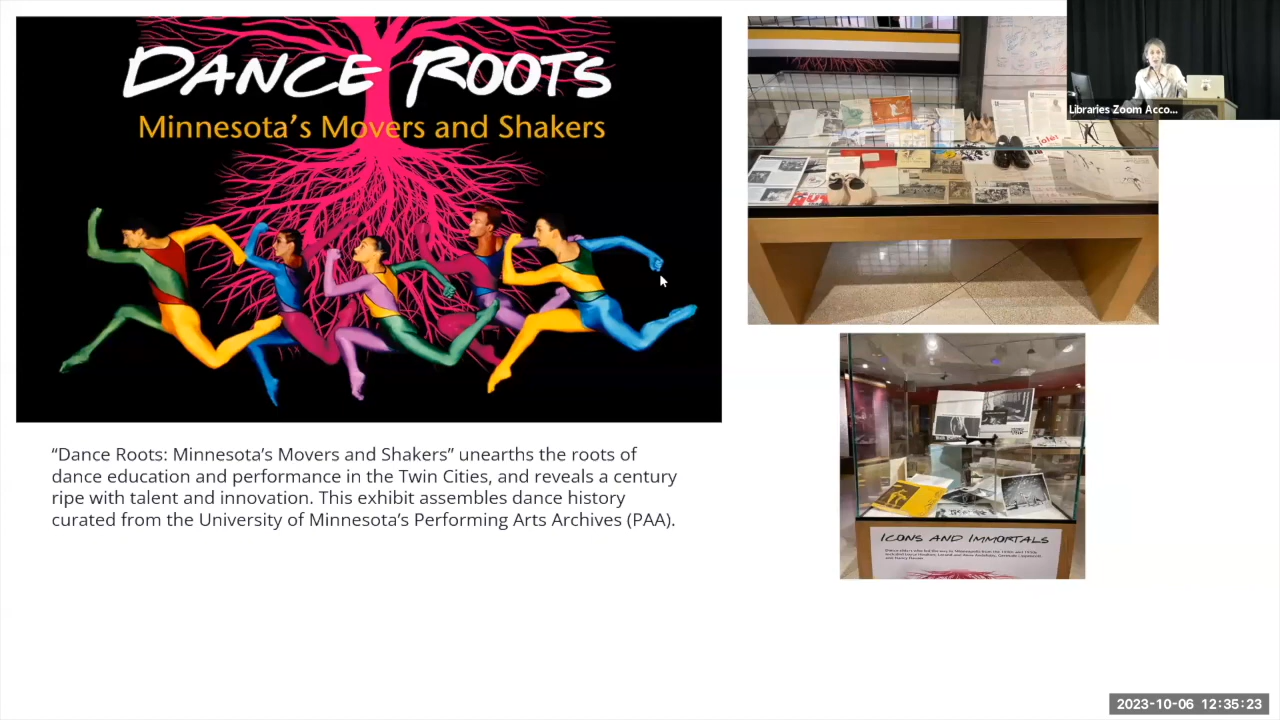 DANCE ROOTS
Minnesota's Movers and Shakers
“Dance Roots: Minnesota’s Movers and Shakers” unearths the roots of
dance education and performance in the Twin Cities, and reveals a century
ripe with talent and innovation. This exhibit assembles dance history
curated from the University of Minnesota’s Performing Arts Archives (PAA).
Libraries Zoom Acco...
ICONS AND IMMORTALS
2023-10-06 12:35:23